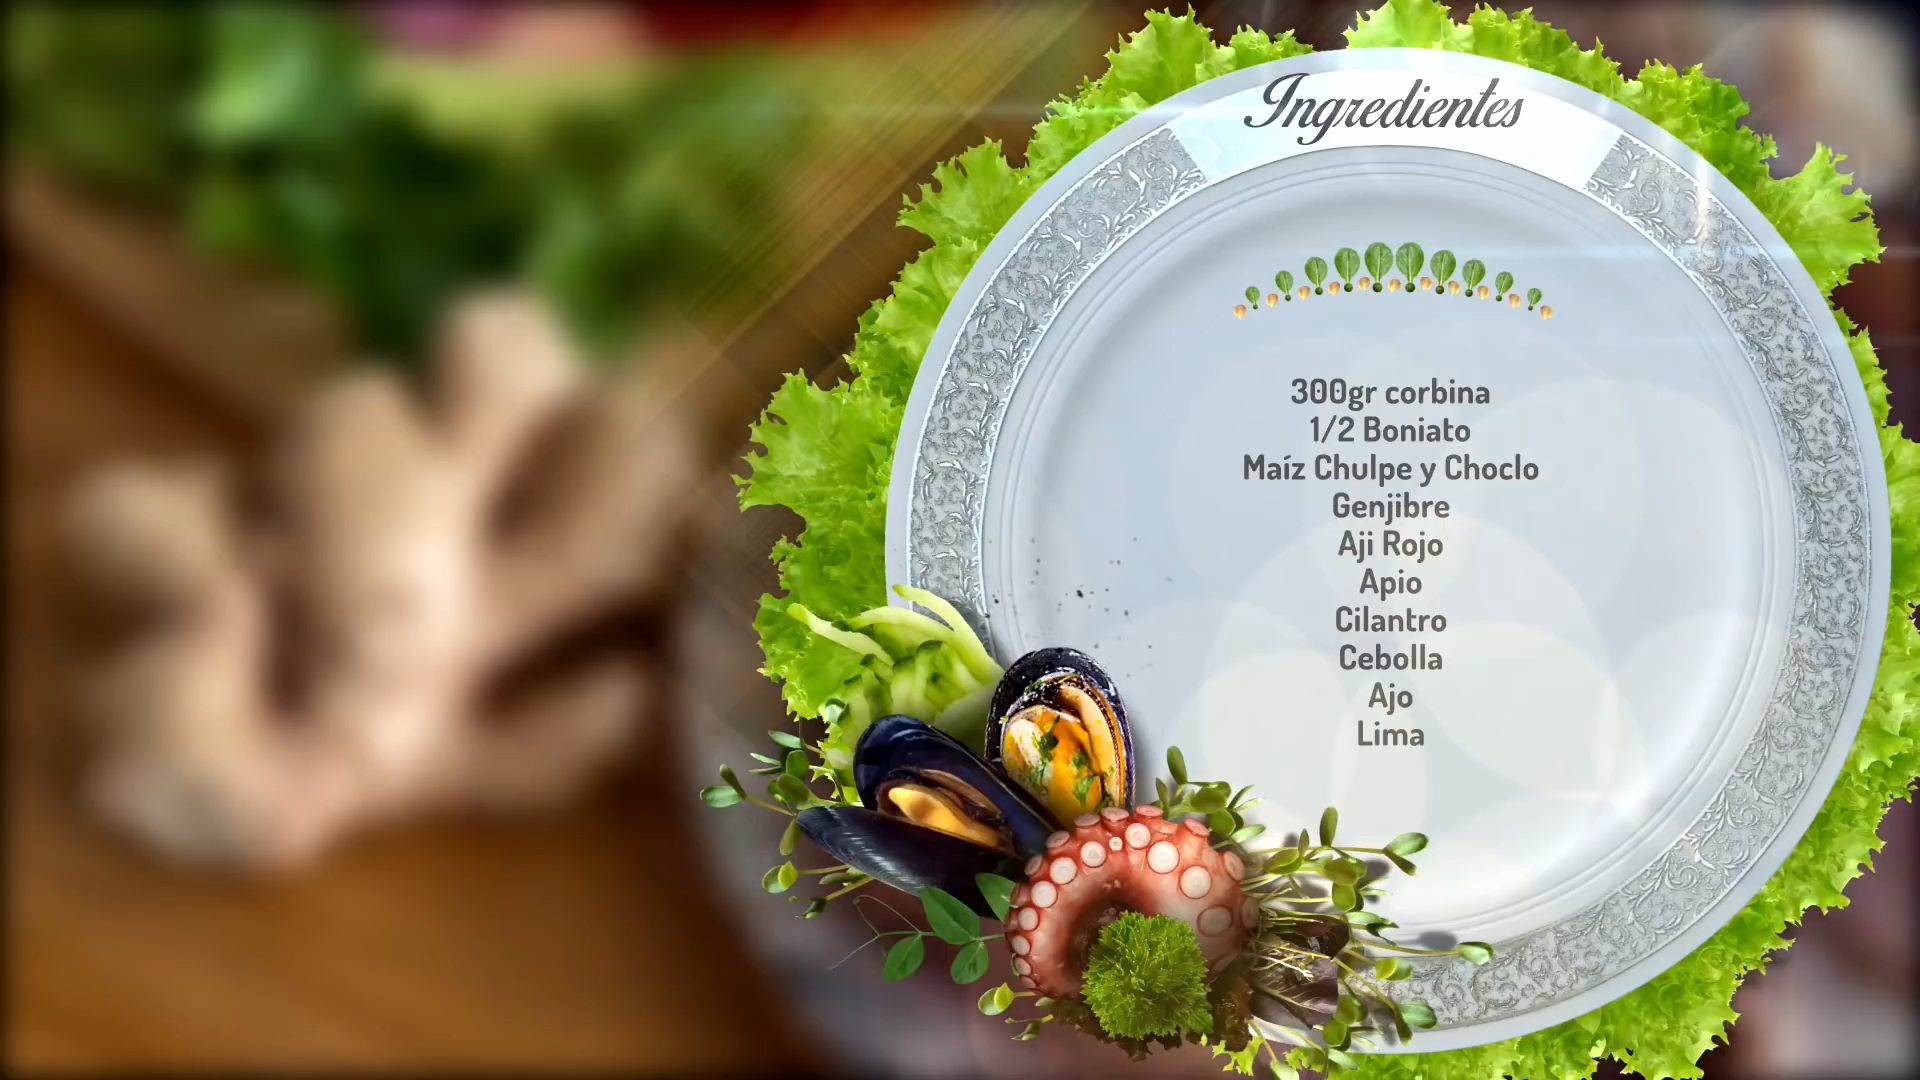 Ingredientes
300gr corbina
1/2 Boniato
Maíz Chulpe y Choclo
Genjibre
Aji Rojo
Apio
Cilantro
Cebolla
Ajo
Lima